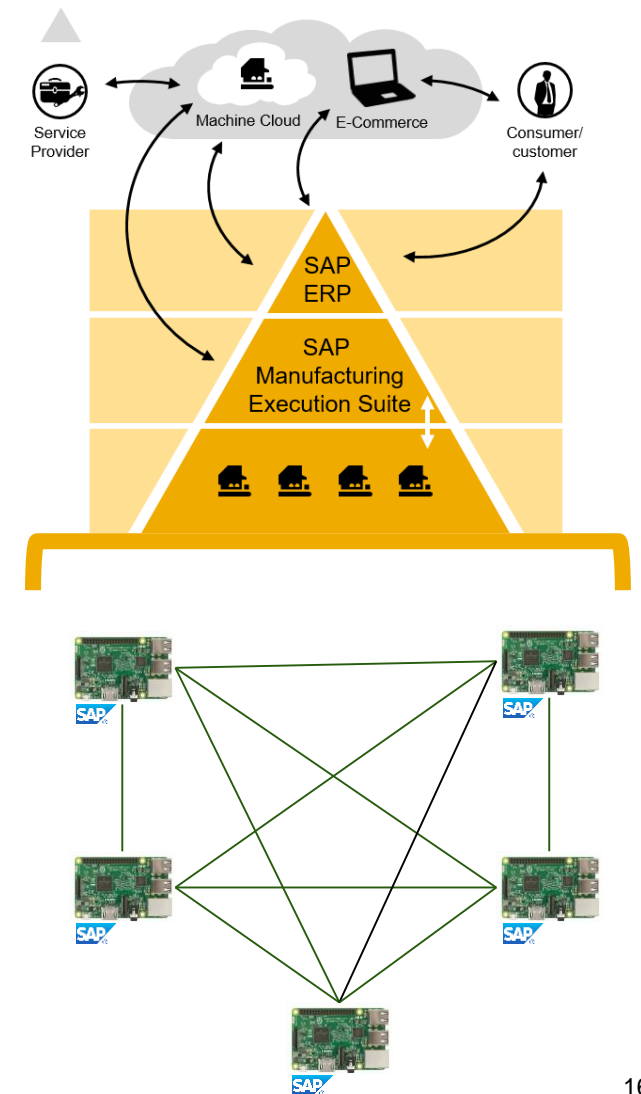 Service
Provider
Machine Cloud
E-Commerce
Consumer/
customer
SAP
ERP
SAP
Manufacturing
Execution Suite
SAP
SAP
SAP
SAP
SAP
16